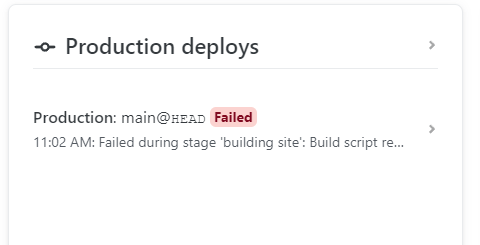 Production deploys
Production: main@HEAD Failed
11:02 AM: Failed during stage 'building site': Build script re...